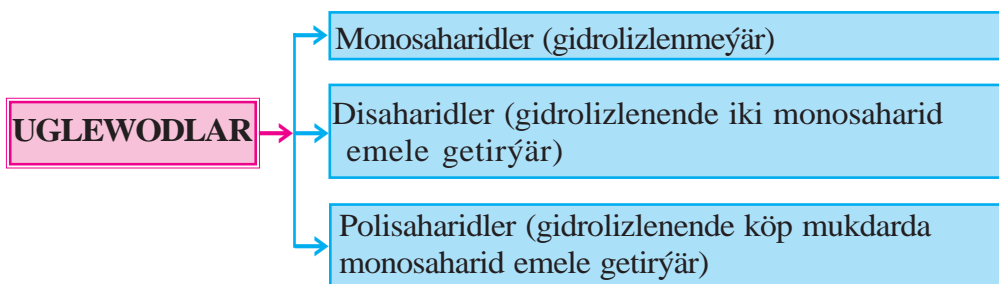 UGLEWODLAR
Monosaharidler (gidrolizlenmeýär)
Disaharidler (gidrolizlenende iki monosaharid
emele getirýär)
Polisaharidler (gidrolizlenende köp mukdarda
monosaharid emele getirýär)